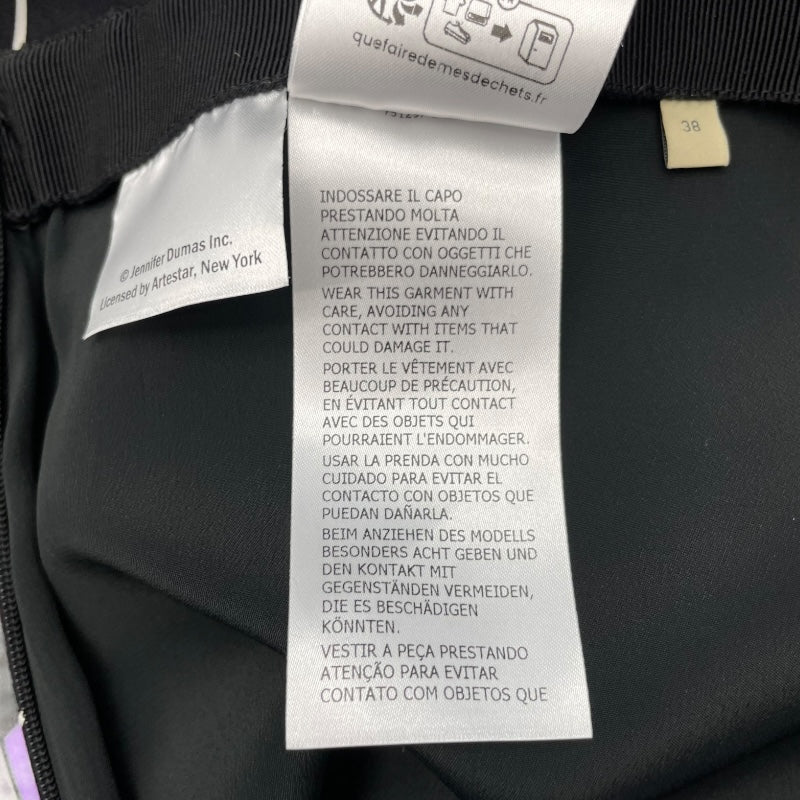 quefairedemesdechets.fr
38
© Jennifer Dumas Inc.
Licensed by Artestar, New York
INDOSSARE IL CAPO
PRESTANDO MOLTA
ATTENZIONE EVITANDO IL
CONTATTO CON OGGETTI CHE
POTREBBERO DANNEGGIARLO.
WEAR THIS GARMENT WITH
CARE, AVOIDING ANY
CONTACT WITH ITEMS THAT
COULD DAMAGE IT.
PORTER LE VÊTEMENT AVEC
BEAUCOUP DE PRÉCAUTION,
EN ÉVITANT TOUT CONTACT
AVEC DES OBJETS QUI
POURRAIENT L'ENDOMMAGER.
USAR LA PRENDA CON MUCHO
CUIDADO PARA EVITAR EL
CONTACTO CON OBJETOS QUE
PUEDAN DAÑARLA.
BEIM ANZIEHEN DES MODELLS
BESONDERS ACHT GEBEN UND
DEN KONTAKT MIT
GEGENSTÄNDEN VERMEIDEN,
DIE ES BESCHÄDIGEN
KÖNNTEN.
VESTIR A PEÇA PRESTANDO
ATENÇÃO PARA EVITAR
CONTATO COM OBJETOS QUE